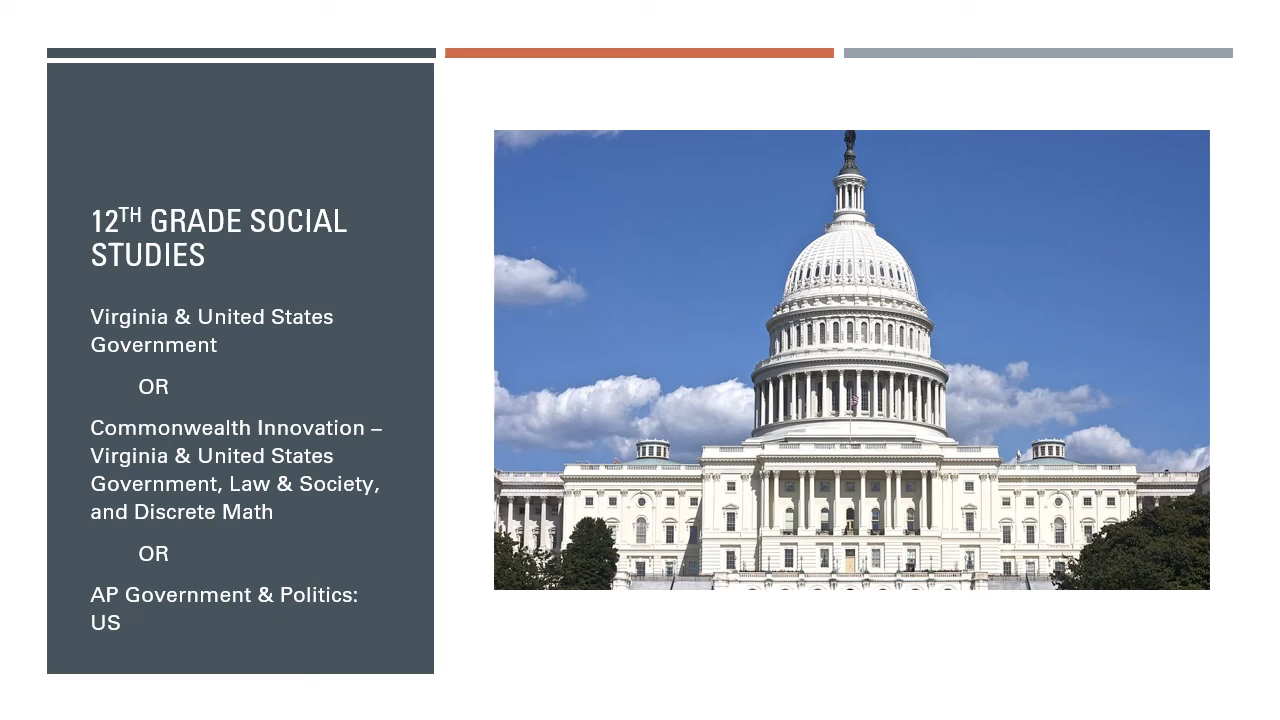 12TH GRADE SOCIAL
STUDIES
Virginia & United States
Government
OR
Commonwealth Innovation –
Virginia & United States
Government, Law & Society,
and Discrete Math
OR
AP Government & Politics:
US